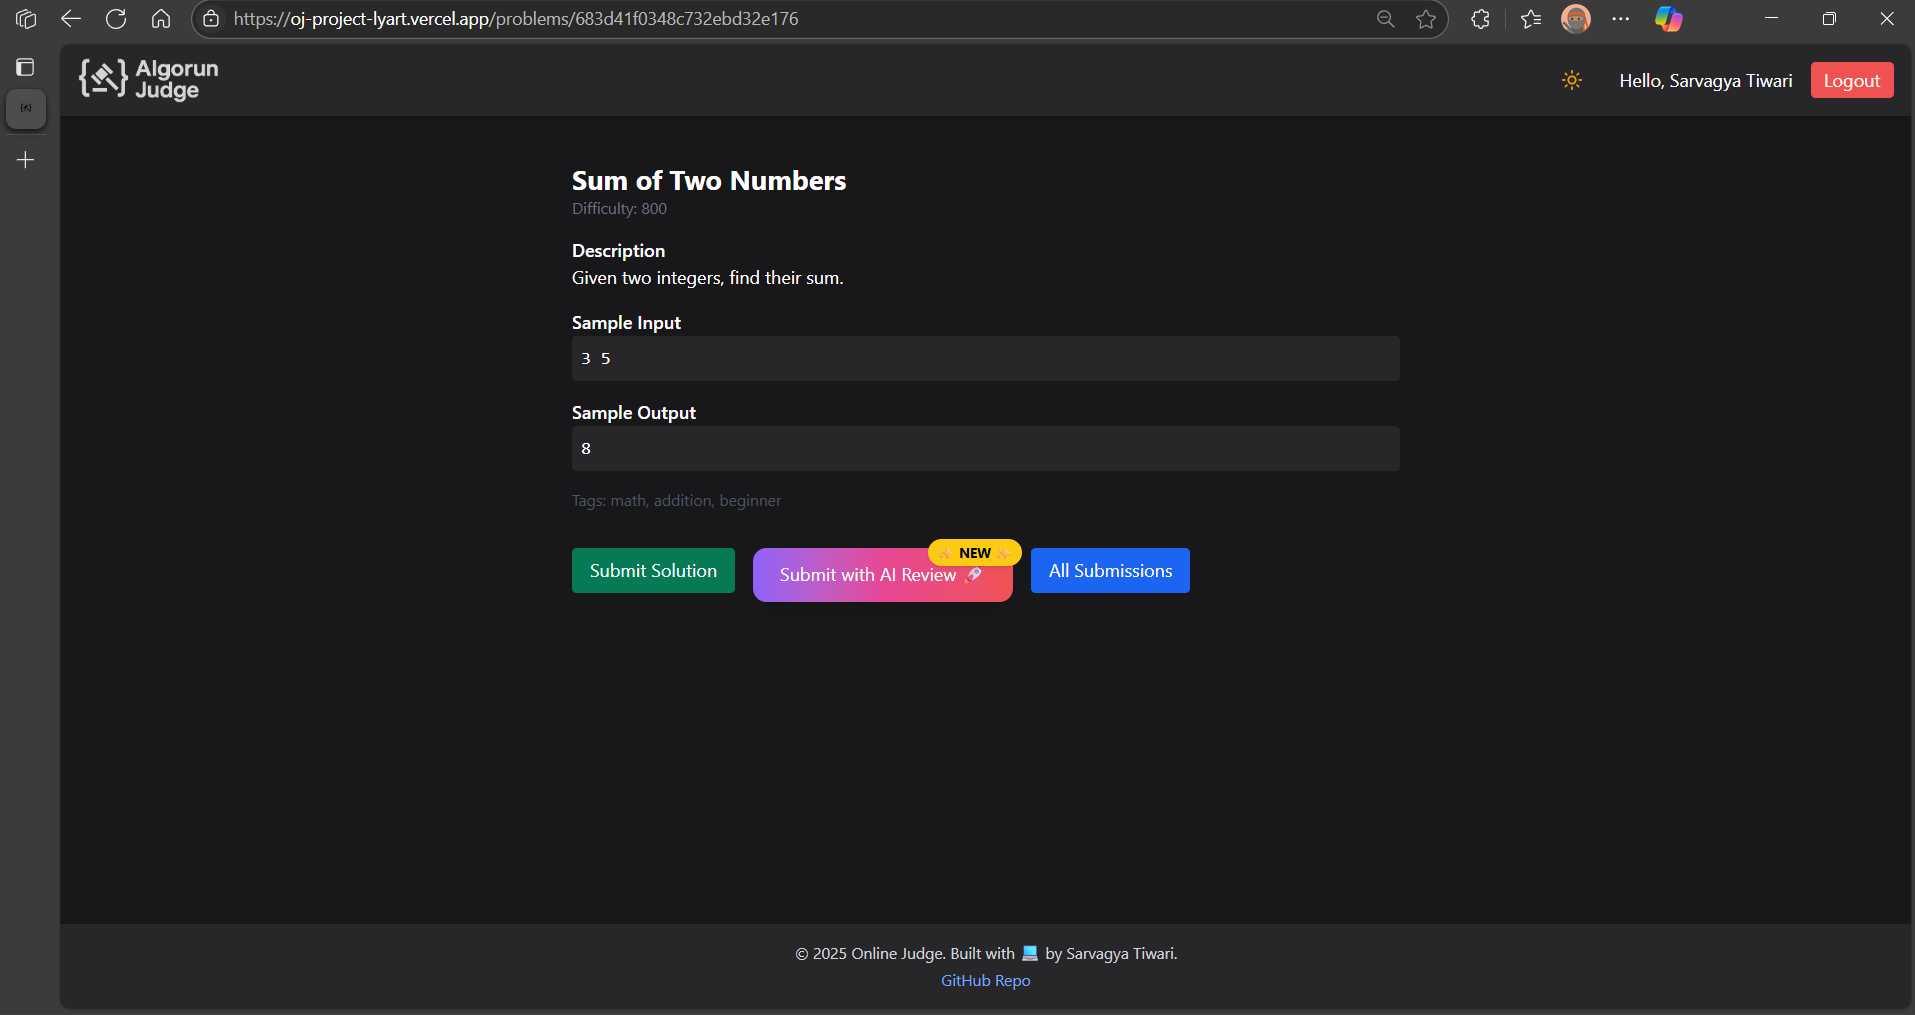 https://oj-project-lyart.vercel.app/problems/683d41f0348c732ebd32e176
Algorun
Judge
Hello, Sarvagya Tiwari
Logout
Sum of Two Numbers
Difficulty: 800
Description
Given two integers, find their sum.
Sample Input
3 5
Sample Output
8
Tags: math, addition, beginner
Submit Solution
✨ NEW ✨
Submit with AI Review 🚀
All Submissions
© 2025 Online Judge. Built with 💻 by Sarvagya Tiwari.
GitHub Repo